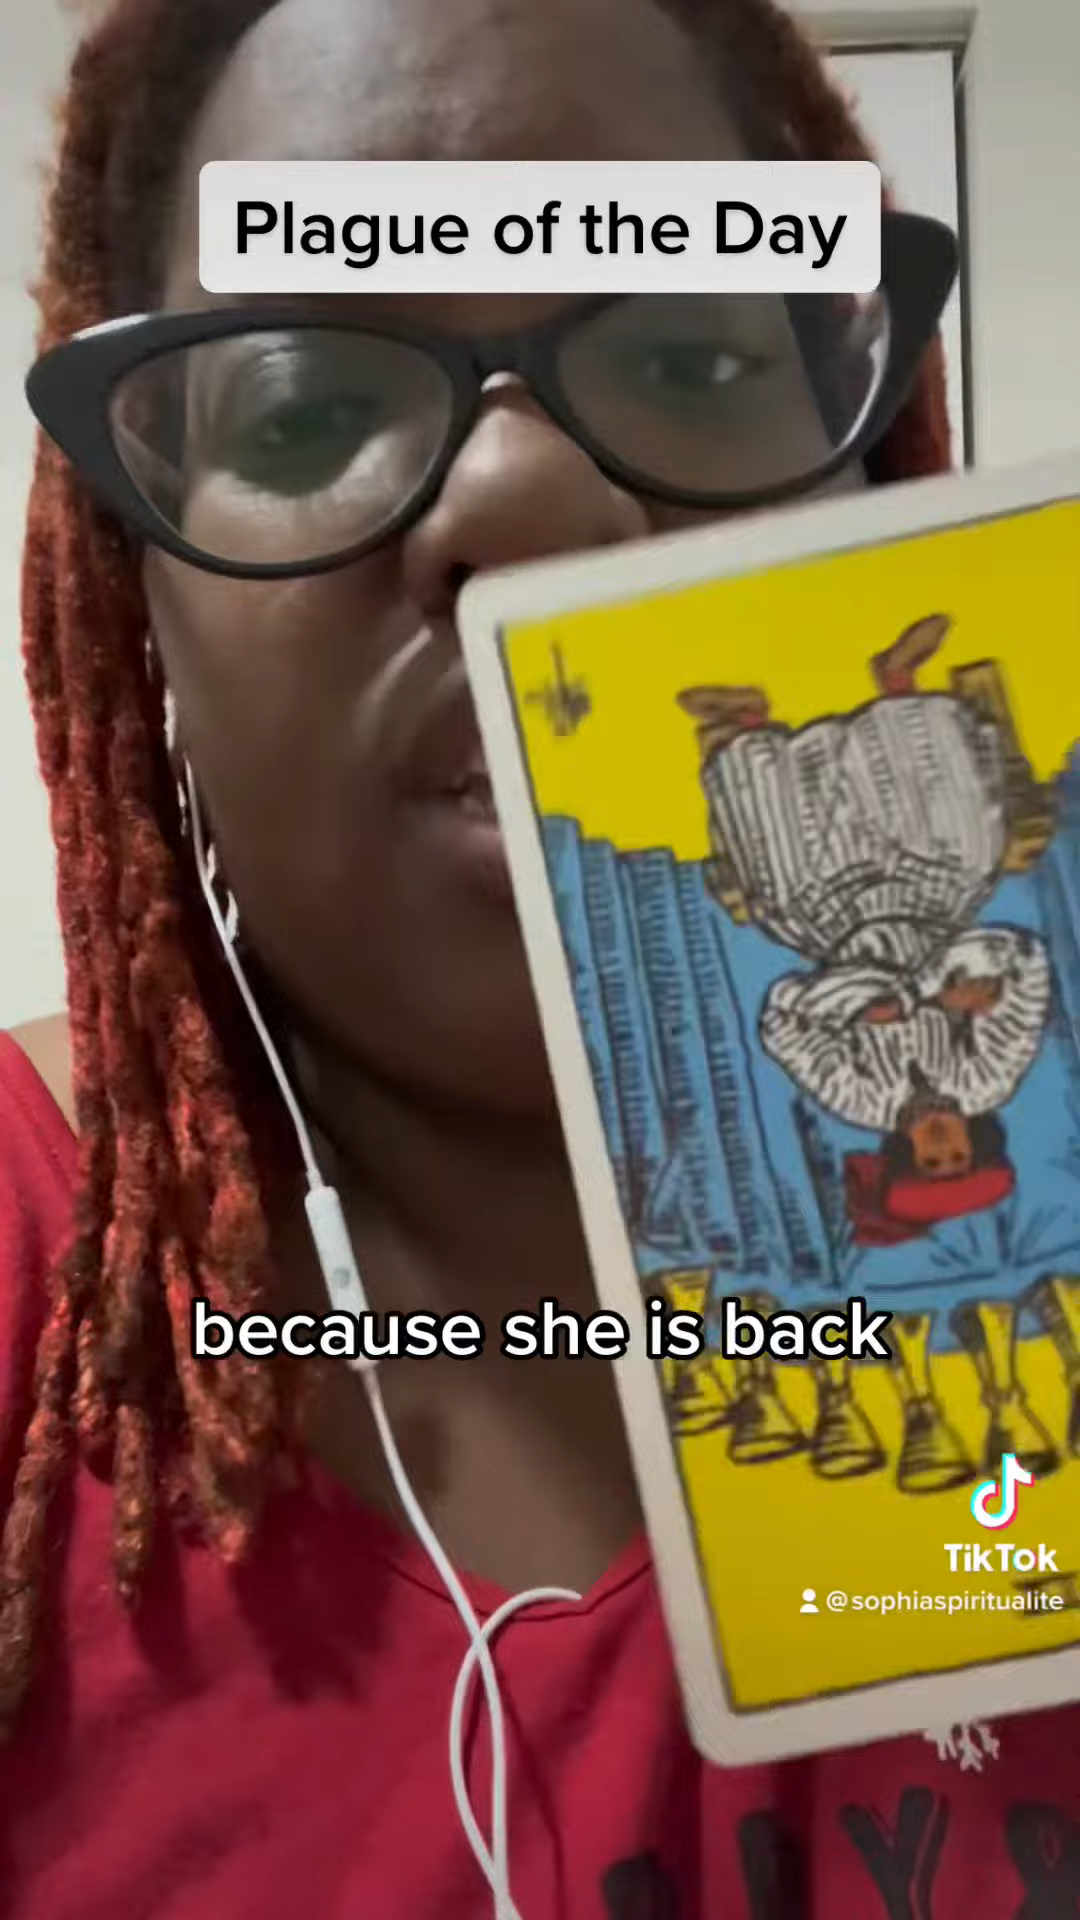 Plague of the Day
because she is back
TikTok
@sophiaspiritualite